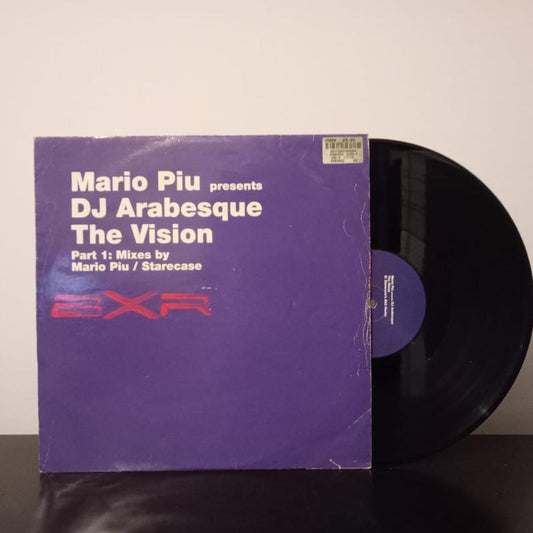 Mario Piu presents
DJ Arabesque
The Vision
Part 1: Mixes by
Mario Piu / Starecase
BXR